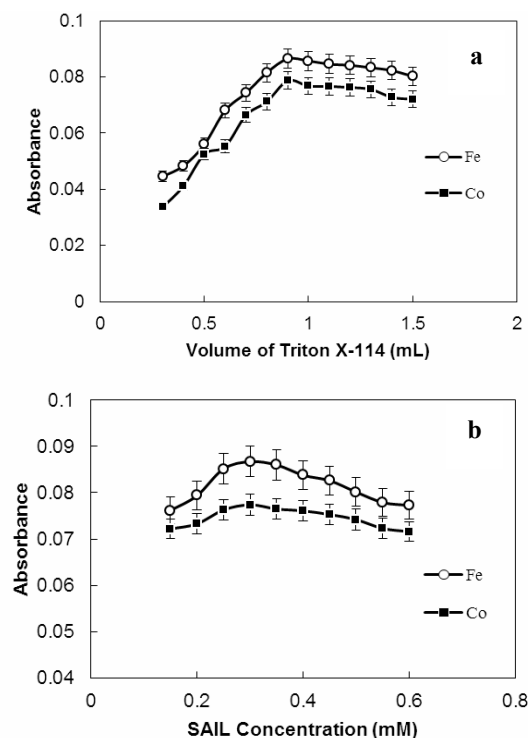 0.1
a
0.08
0.06
Absorbance
Fe
0.04
Co
0.02
0
0 0.5 1 1.5 2
Volume of Triton X-114 (mL)
0.1
b
0.09
0.08
Absorbance
0.07
Fe
0.06
Co
0.05
0.04
0 0.2 0.4 0.6 0.8
SAIL Concentration (mM)